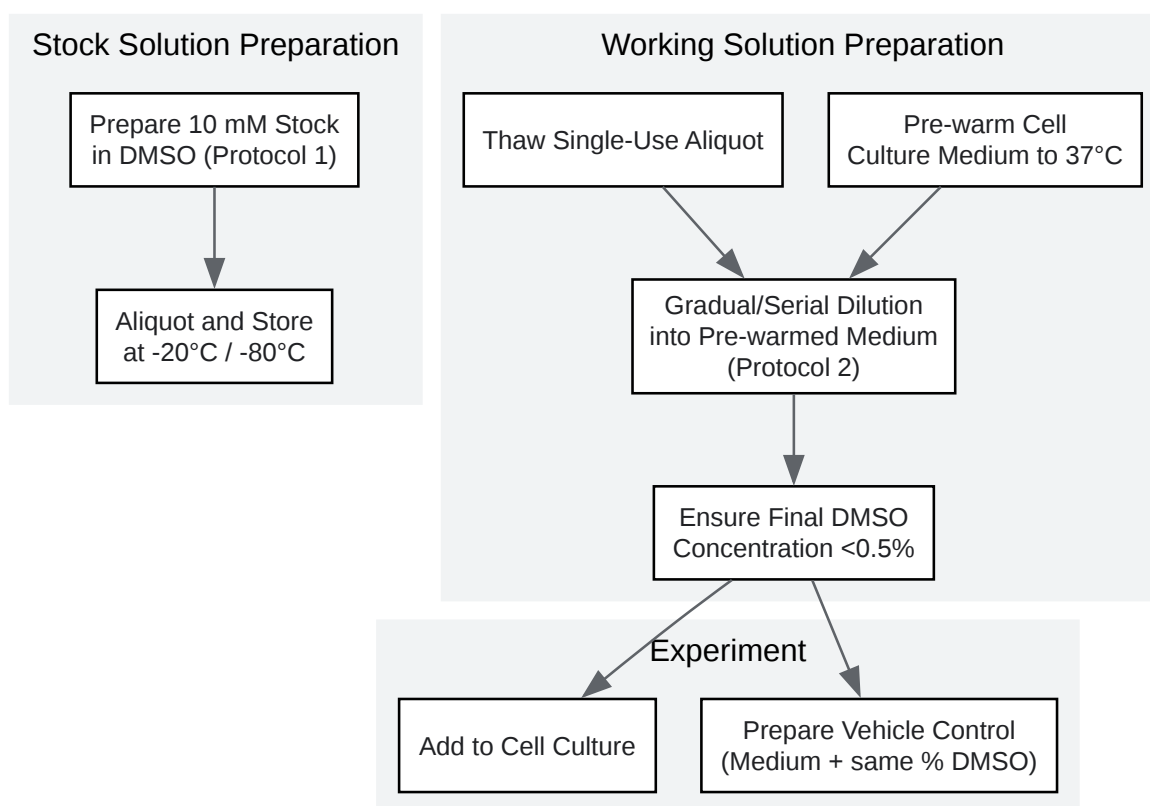 Stock Solution Preparation
Prepare 10 mM Stock
in DMSO (Protocol 1)
Aliquot and Store
at -20°C / -80°C
Working Solution Preparation
Thaw Single-Use Aliquot
Pre-warm Cell
Culture Medium to 37°C
Gradual/Serial Dilution
into Pre-warmed Medium
(Protocol 2)
Ensure Final DMSO
Concentration <0.5%
Experiment
Add to Cell Culture
Prepare Vehicle Control
(Medium + same % DMSO)